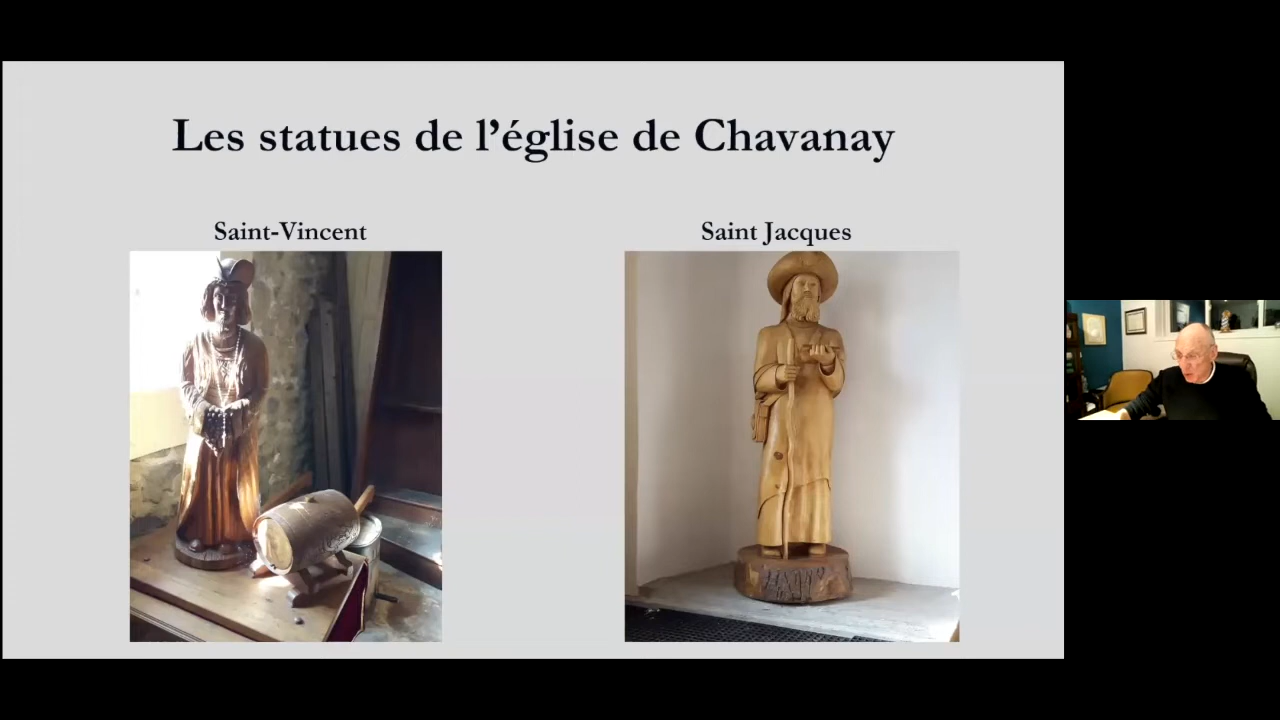 Les statues de l’église de Chavanay
Saint-Vincent
Saint Jacques